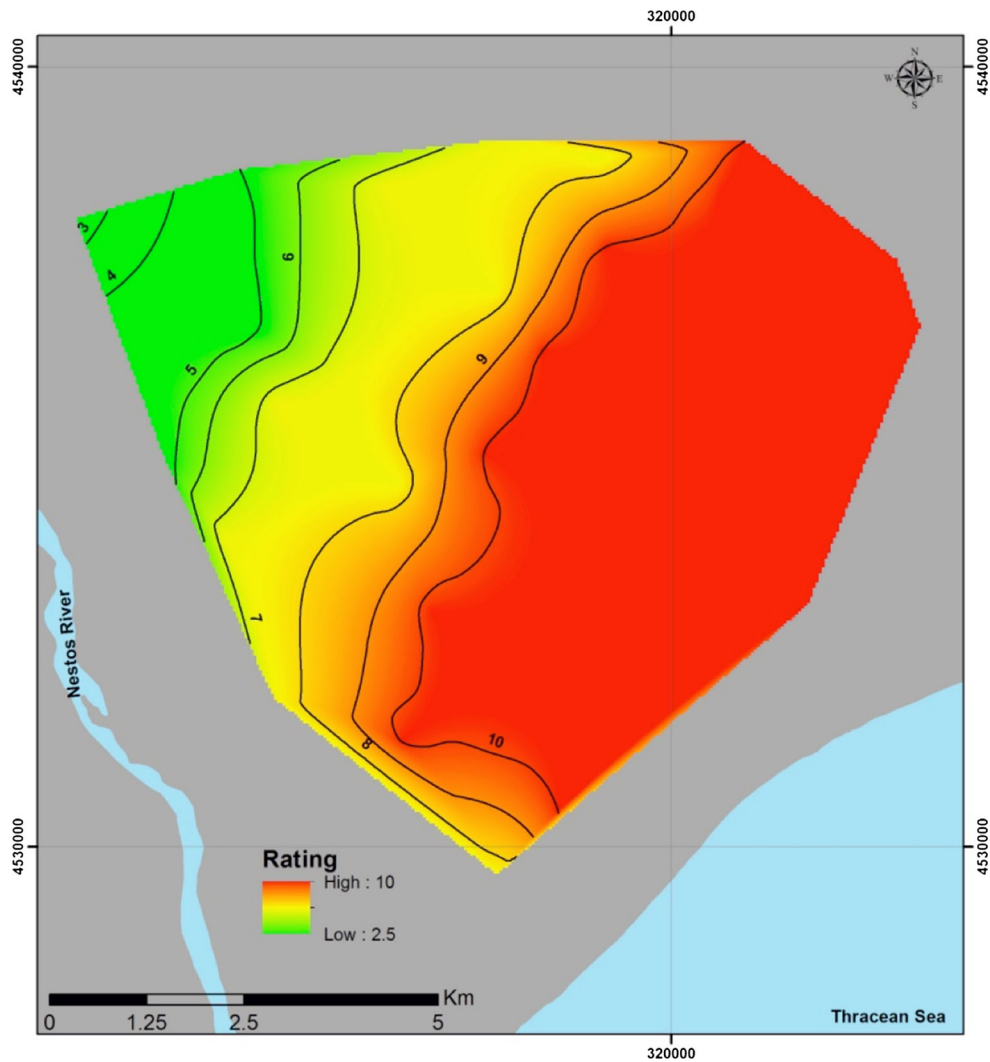 320000
4540000
4540000
N
W
E
S
3
4
6
5
9
7
8
10
Nestos River
4530000
4530000
Rating
High : 10
Low : 2.5
Km
0
1.25
2.5
5
Thracean Sea
320000